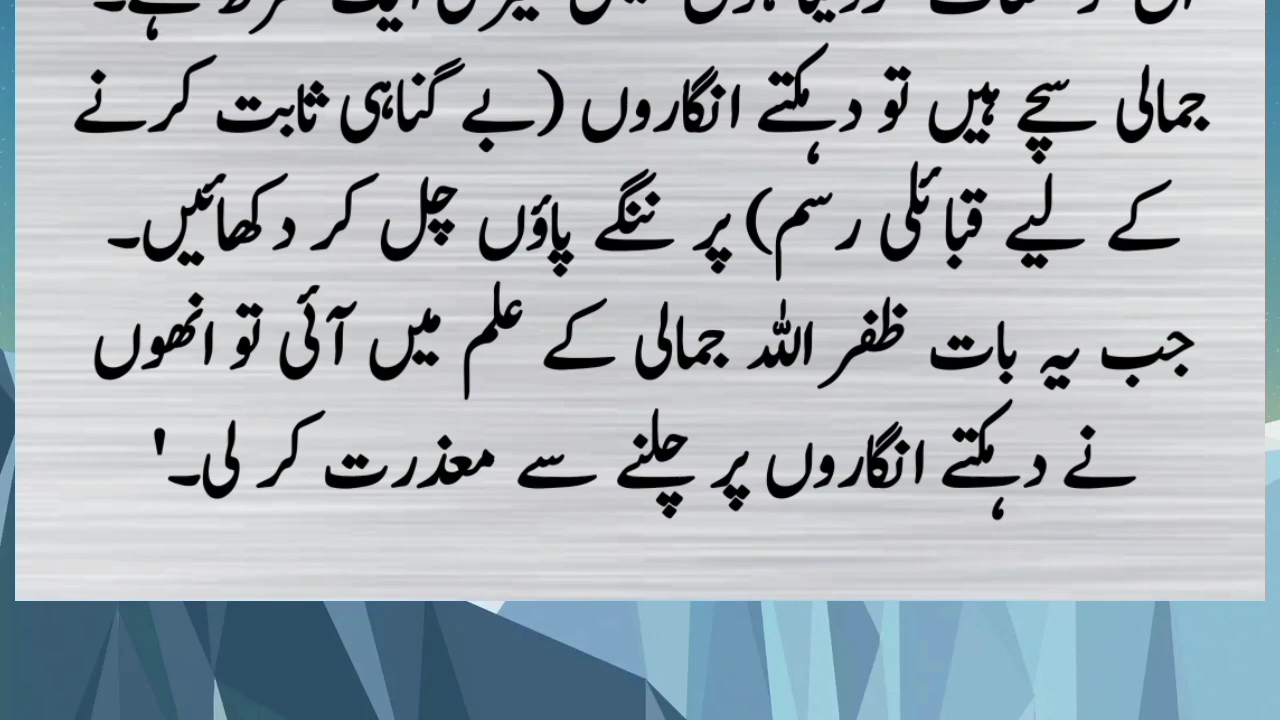 جمالی سچے ہیں تو دہکتے انگاروں (بے گناہی ثابت کرنے
کے لیے قبائلی رسم) پر ننگے پاؤں چل کر دکھائیں۔
جب یہ بات ظفر اللہ جمالی کے علم میں آئی تو انھوں
نے دہکتے انگاروں پر چلنے سے معذرت کر لی۔'